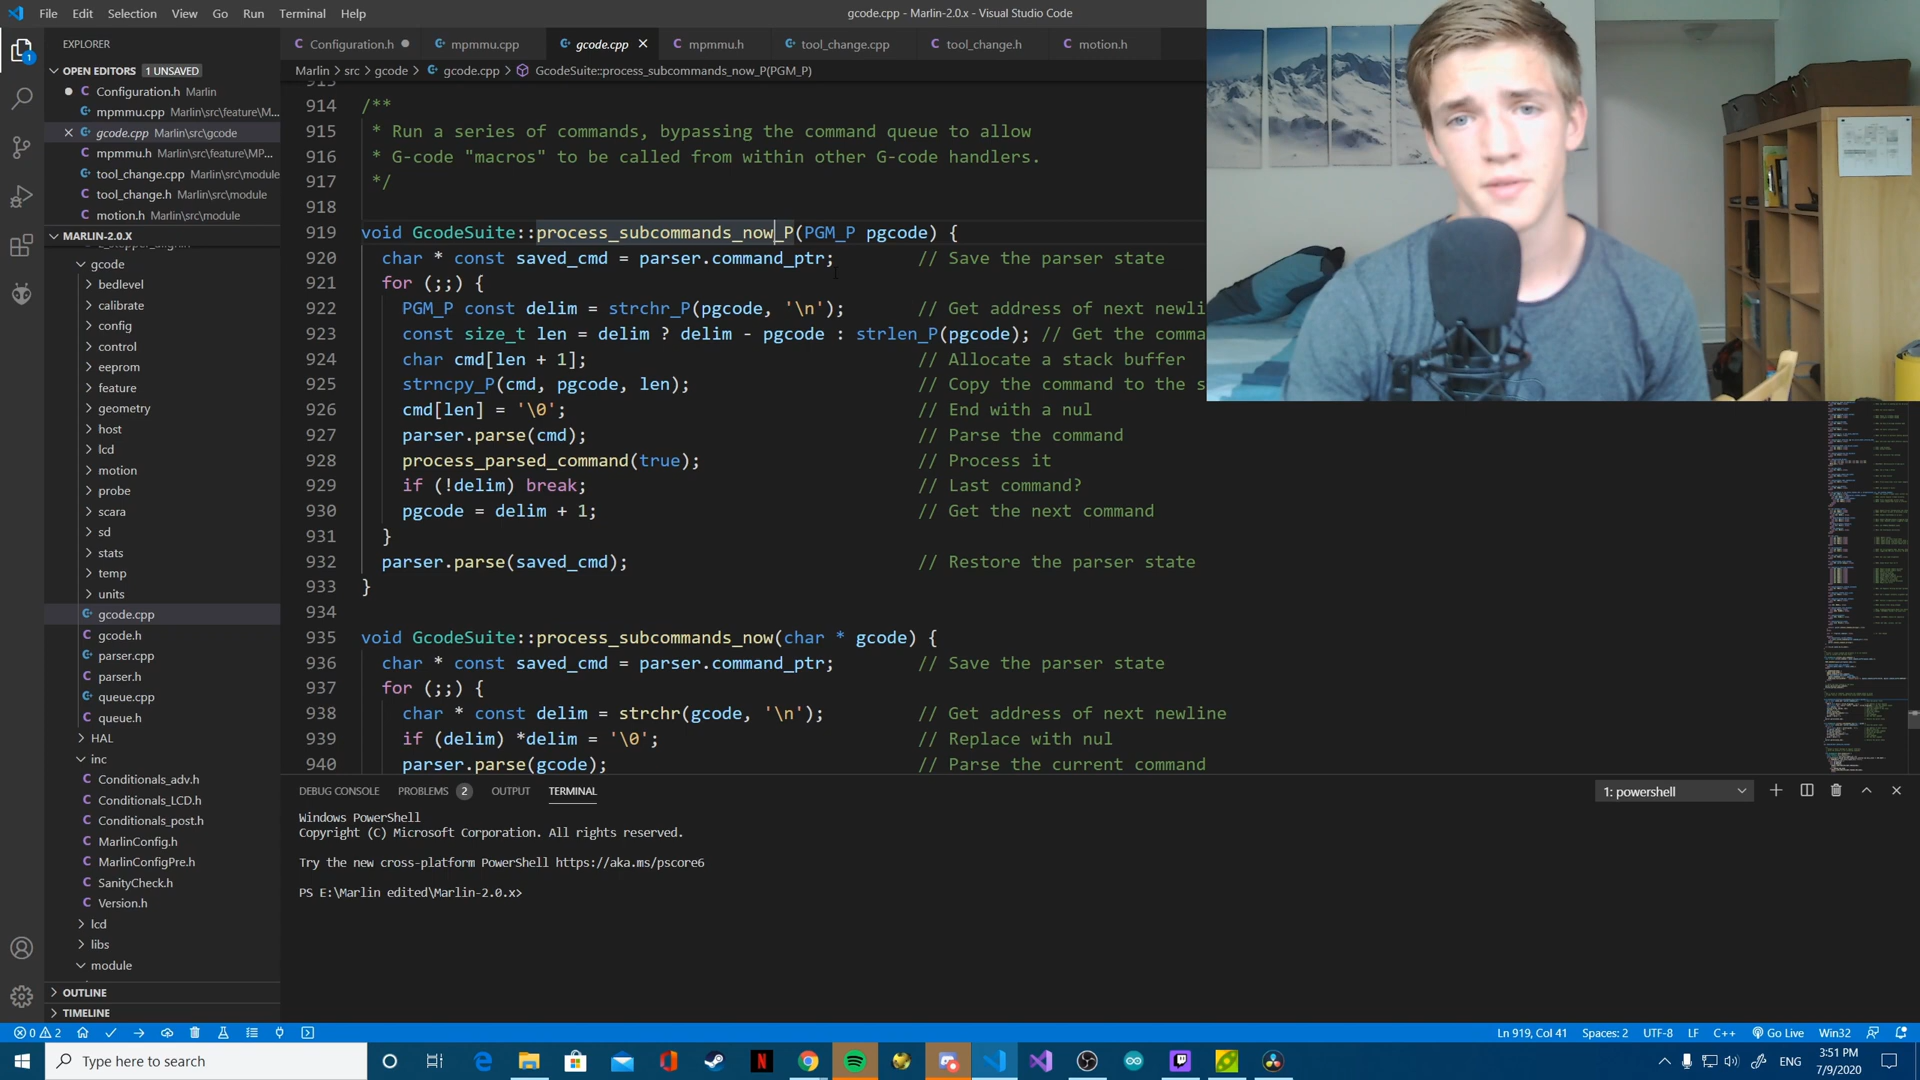 File Edit Selection View Go Run Terminal Help
gcode.cpp - Marlin-2.0.x - Visual Studio Code
EXPLORER
OPEN EDITORS 1 UNSAVED
Configuration.h Marlin
mpmmu.cpp Marlin\src\feature\M...
gcode.cpp Marlin\src\gcode
mpmmu.h Marlin\src\feature\MP...
tool_change.cpp Marlin\src\module
tool_change.h Marlin\src\module
motion.h Marlin\src\module
MARLIN-2.0.X
gcode
bedlevel
calibrate
config
control
eeprom
feature
geometry
host
lcd
motion
probe
scara
sd
stats
temp
units
gcode.cpp
gcode.h
parser.cpp
parser.h
queue.cpp
queue.h
HAL
inc
Conditionals_adv.h
Conditionals_LCD.h
Conditionals_post.h
MarlinConfig.h
MarlinConfigPre.h
SanityCheck.h
Version.h
lcd
libs
module
OUTLINE
TIMELINE
Configuration.h mpmmu.cpp gcode.cpp mpmmu.h tool_change.cpp tool_change.h motion.h
Marlin > src > gcode > gcode.cpp > GcodeSuite::process_subcommands_now_P(PGM_P)
914 /**
915 * Run a series of commands, bypassing the command queue to allow
916 * G-code "macros" to be called from within other G-code handlers.
917 */
918
919 void GcodeSuite::process_subcommands_now_P(PGM_P pgcode) {
920 char * const saved_cmd = parser.command_ptr; // Save the parser state
921 for (;;) {
922 PGM_P const delim = strchr_P(pgcode, '\n'); // Get address of next newli
923 const size_t len = delim ? delim - pgcode : strlen_P(pgcode); // Get the comma
924 char cmd[len + 1]; // Allocate a stack buffer
925 strncpy_P(cmd, pgcode, len); // Copy the command to the s
926 cmd[len] = '\0'; // End with a nul
927 parser.parse(cmd); // Parse the command
928 process_parsed_command(true); // Process it
929 if (!delim) break; // Last command?
930 pgcode = delim + 1; // Get the next command
931 }
932 parser.parse(saved_cmd); // Restore the parser state
933 }
934
935 void GcodeSuite::process_subcommands_now(char * gcode) {
936 char * const saved_cmd = parser.command_ptr; // Save the parser state
937 for (;;) {
938 char * const delim = strchr(gcode, '\n'); // Get address of next newline
939 if (delim) *delim = '\0'; // Replace with nul
940 parser.parse(gcode); // Parse the current command
DEBUG CONSOLE PROBLEMS 2 OUTPUT TERMINAL
1: powershell
Windows PowerShell
Copyright (C) Microsoft Corporation. All rights reserved.
Try the new cross-platform PowerShell https://aka.ms/pscore6
PS E:\Marlin edited\Marlin-2.0.x>
0 2
Ln 919, Col 41 Spaces: 2 UTF-8 LF C++ Go Live Win32
Type here to search
ENG
3:51 PM
7/9/2020